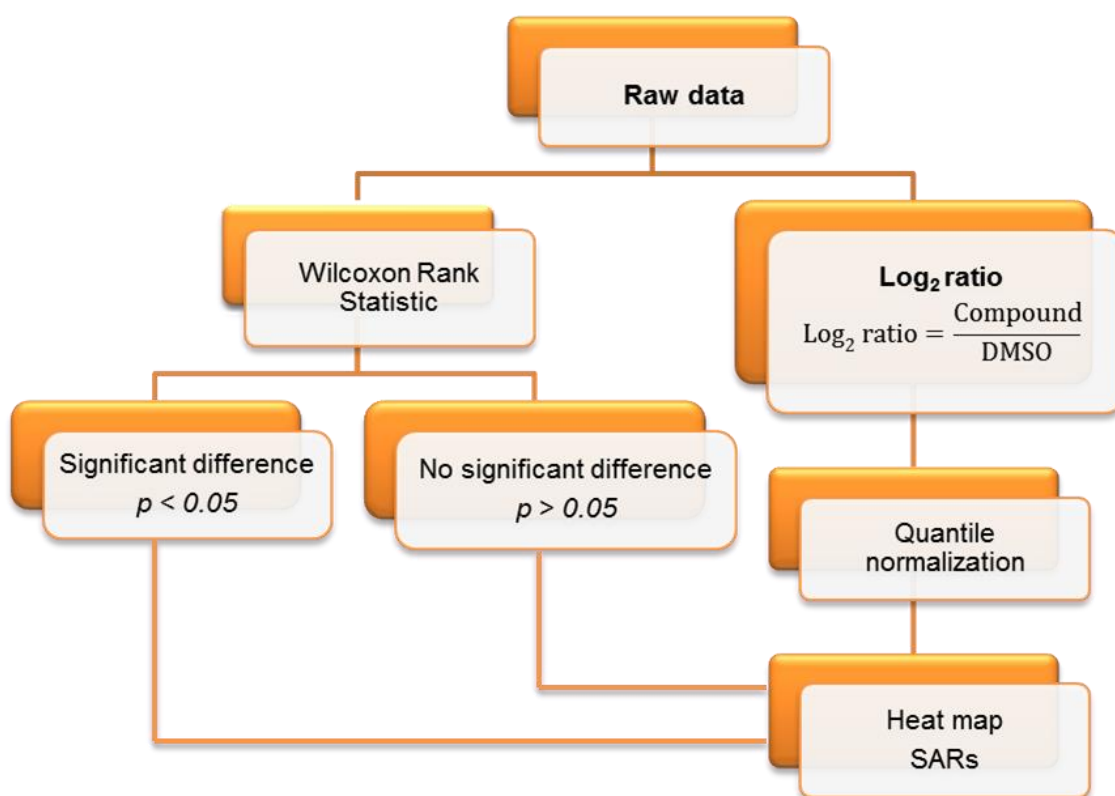 Raw data
Wilcoxon Rank
Statistic
Log₂ ratio
Log₂ ratio = Compound / DMSO
Significant difference
p < 0.05
No significant difference
p > 0.05
Quantile
normalization
Heat map
SARs